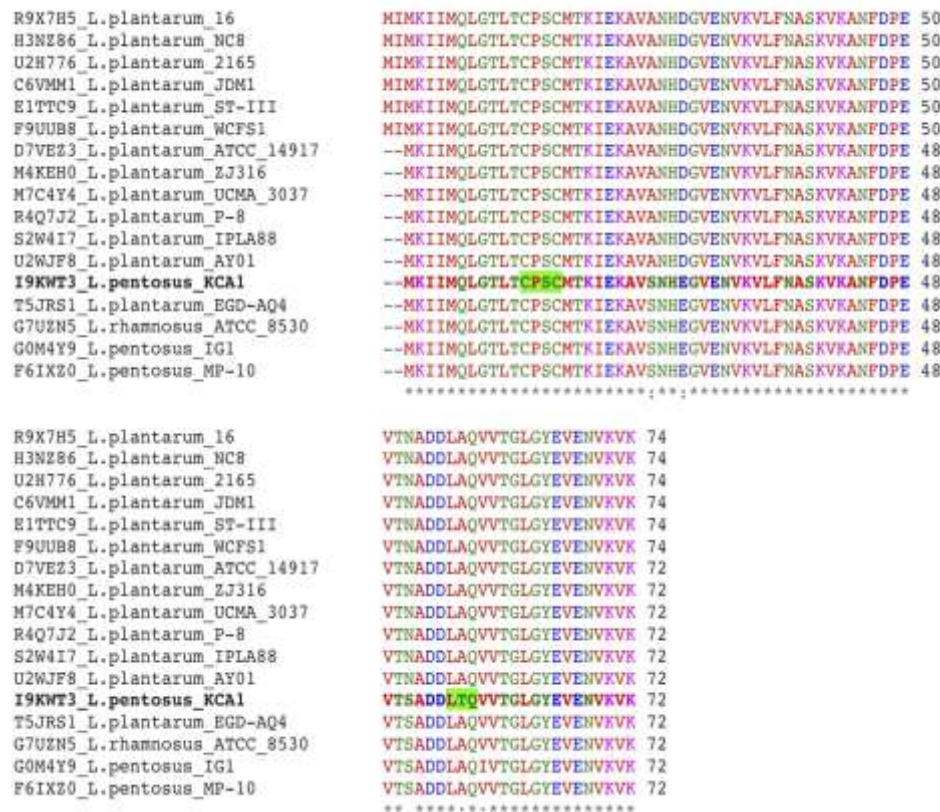 R9X7H5_L.plantarum_16 MIMKIIMQLGTLTCPSCMTKIEKAVANHDGVENVKVLFNASKVKANFDPE 50
H3NZ86_L.plantarum_NC8 MIMKIIMQLGTLTCPSCMTKIEKAVANHDGVENVKVLFNASKVKANFDPE 50
U2H776_L.plantarum_2165 MIMKIIMQLGTLTCPSCMTKIEKAVANHDGVENVKVLFNASKVKANFDPE 50
C6VMM1_L.plantarum_JDM1 MIMKIIMQLGTLTCPSCMTKIEKAVANHDGVENVKVLFNASKVKANFDPE 50
E1TTC9_L.plantarum_ST-III MIMKIIMQLGTLTCPSCMTKIEKAVANHDGVENVKVLFNASKVKANFDPE 50
F9UUB8_L.plantarum_WCFS1 MIMKIIMQLGTLTCPSCMTKIEKAVANHDGVENVKVLFNASKVKANFDPE 50
D7VEZ3_L.plantarum_ATCC_14917 --MKIIMQLGTLTCPSCMTKIEKAVANHDGVENVKVLFNASKVKANFDPE 48
M4KEH0_L.plantarum_ZJ316 --MKIIMQLGTLTCPSCMTKIEKAVANHDGVENVKVLFNASKVKANFDPE 48
M7C4Y4_L.plantarum_UCMA_3037 --MKIIMQLGTLTCPSCMTKIEKAVANHDGVENVKVLFNASKVKANFDPE 48
R4Q7J2_L.plantarum_P-8 --MKIIMQLGTLTCPSCMTKIEKAVANHDGVENVKVLFNASKVKANFDPE 48
S2W4I7_L.plantarum_IPLA88 --MKIIMQLGTLTCPSCMTKIEKAVANHDGVENVKVLFNASKVKANFDPE 48
U2WJF8_L.plantarum_AY01 --MKIIMQLGTLTCPSCMTKIEKAVANHDGVENVKVLFNASKVKANFDPE 48
I9KWT3_L.pentosus_KCA1 --MKIIMQLGTLTCPSCMTKIEKAVSNHEGVENVKVLFNASKVKANFDPE 48
T5JRS1_L.pentosus_EGD-AQ4 --MKIIMQLGTLTCPSCMTKIEKAVSNHEGVENVKVLFNASKVKANFDPE 48
G7UZN5_L.rhamnosus_ATCC_8530 --MKIIMQLGTLTCPSCMTKIEKAVSNHEGVENVKVLFNASKVKANFDPE 48
G0M4Y9_L.pentosus_IG1 --MKIIMQLGTLTCPSCMTKIEKAVSNHEGVENVKVLFNASKVKANFDPE 48
F6IXZ0_L.pentosus_MP-10 --MKIIMQLGTLTCPSCMTKIEKAVSNHEGVENVKVLFNASKVKANFDPE 48
***********************:**:*********************
R9X7H5_L.plantarum_16 VTNADDLAQVVTGLGYEVENVKVK 74
H3NZ86_L.plantarum_NC8 VTNADDLAQVVTGLGYEVENVKVK 74
U2H776_L.plantarum_2165 VTNADDLAQVVTGLGYEVENVKVK 74
C6VMM1_L.plantarum_JDM1 VTNADDLAQVVTGLGYEVENVKVK 74
E1TTC9_L.plantarum_ST-III VTNADDLAQVVTGLGYEVENVKVK 74
F9UUB8_L.plantarum_WCFS1 VTNADDLAQVVTGLGYEVENVKVK 74
D7VEZ3_L.plantarum_ATCC_14917 VTNADDLAQVVTGLGYEVENVKVK 72
M4KEH0_L.plantarum_ZJ316 VTNADDLAQVVTGLGYEVENVKVK 72
M7C4Y4_L.plantarum_UCMA_3037 VTNADDLAQVVTGLGYEVENVKVK 72
R4Q7J2_L.plantarum_P-8 VTNADDLAQVVTGLGYEVENVKVK 72
S2W4I7_L.plantarum_IPLA88 VTNADDLAQVVTGLGYEVENVKVK 72
U2WJF8_L.plantarum_AY01 VTNADDLAQVVTGLGYEVENVKVK 72
I9KWT3_L.pentosus_KCA1 VTSADDLTQVVTGLGYEVENVKVK 72
T5JRS1_L.pentosus_EGD-AQ4 VTSADDLAQVVTGLGYEVENVKVK 72
G7UZN5_L.rhamnosus_ATCC_8530 VTSADDLAQVVTGLGYEVENVKVK 72
G0M4Y9_L.pentosus_IG1 VTSADDLAQIVTGLGYEVENVKVK 72
F6IXZ0_L.pentosus_MP-10 VTSADDLAQVVTGLGYEVENVKVK 72
** ****:*:**************